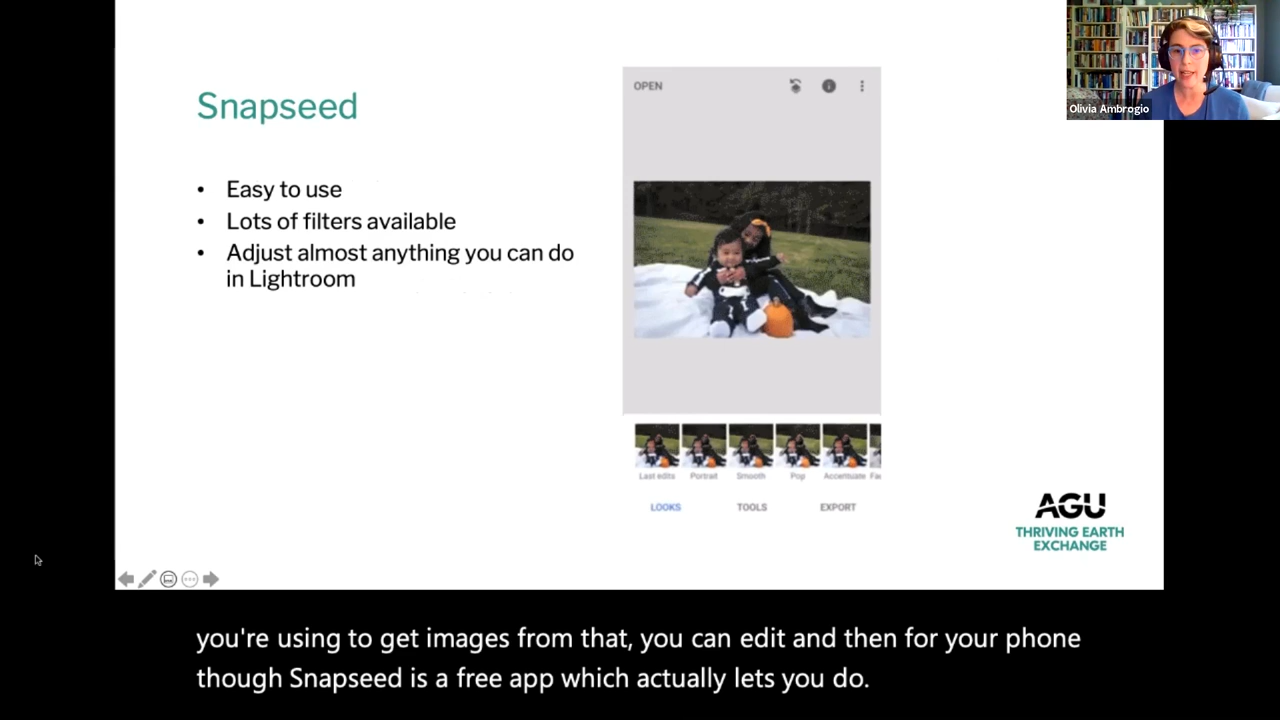 Olivia Ambrogio
Snapseed
• Easy to use
• Lots of filters available
• Adjust almost anything you can do
in Lightroom
OPEN
Last edits Portrait Smooth Pop Accentuate Fa
LOOKS TOOLS EXPORT
AGU
THRIVING EARTH
EXCHANGE
you're using to get images from that, you can edit and then for your phone
though Snapseed is a free app which actually lets you do.